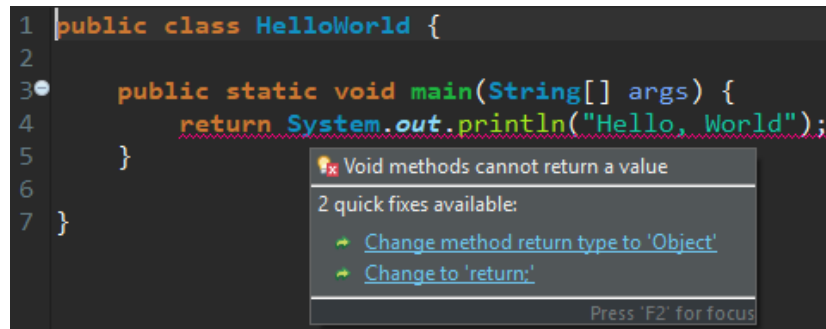 1 public class HelloWorld {
2
3 public static void main(String[] args) {
4 return System.out.println("Hello, World");
5 }
6
7 }
Void methods cannot return a value
2 quick fixes available:
Change method return type to 'Object'
Change to 'return;'
Press 'F2' for focus